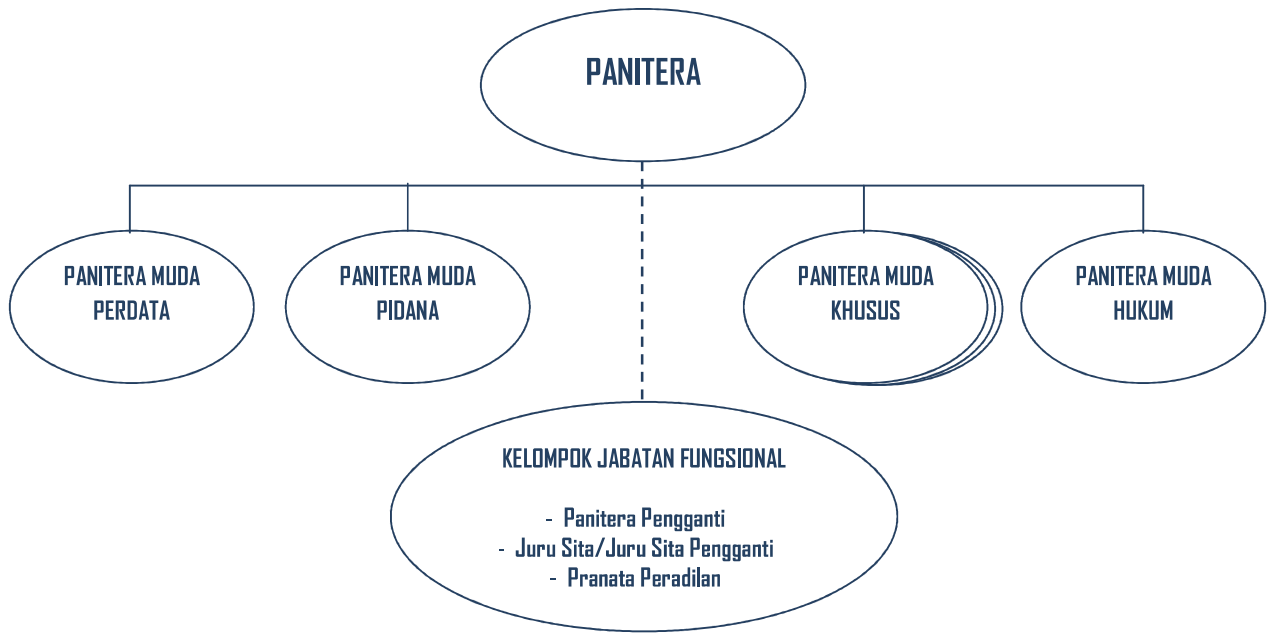 PANITERA
PANITERA MUDA
PERDATA
PANITERA MUDA
PIDANA
PANITERA MUDA
KHUSUS
PANITERA MUDA
HUKUM
KELOMPOK JABATAN FUNGSIONAL
- Panitera Pengganti
- Juru Sita/Juru Sita Pengganti
- Pranata Peradilan